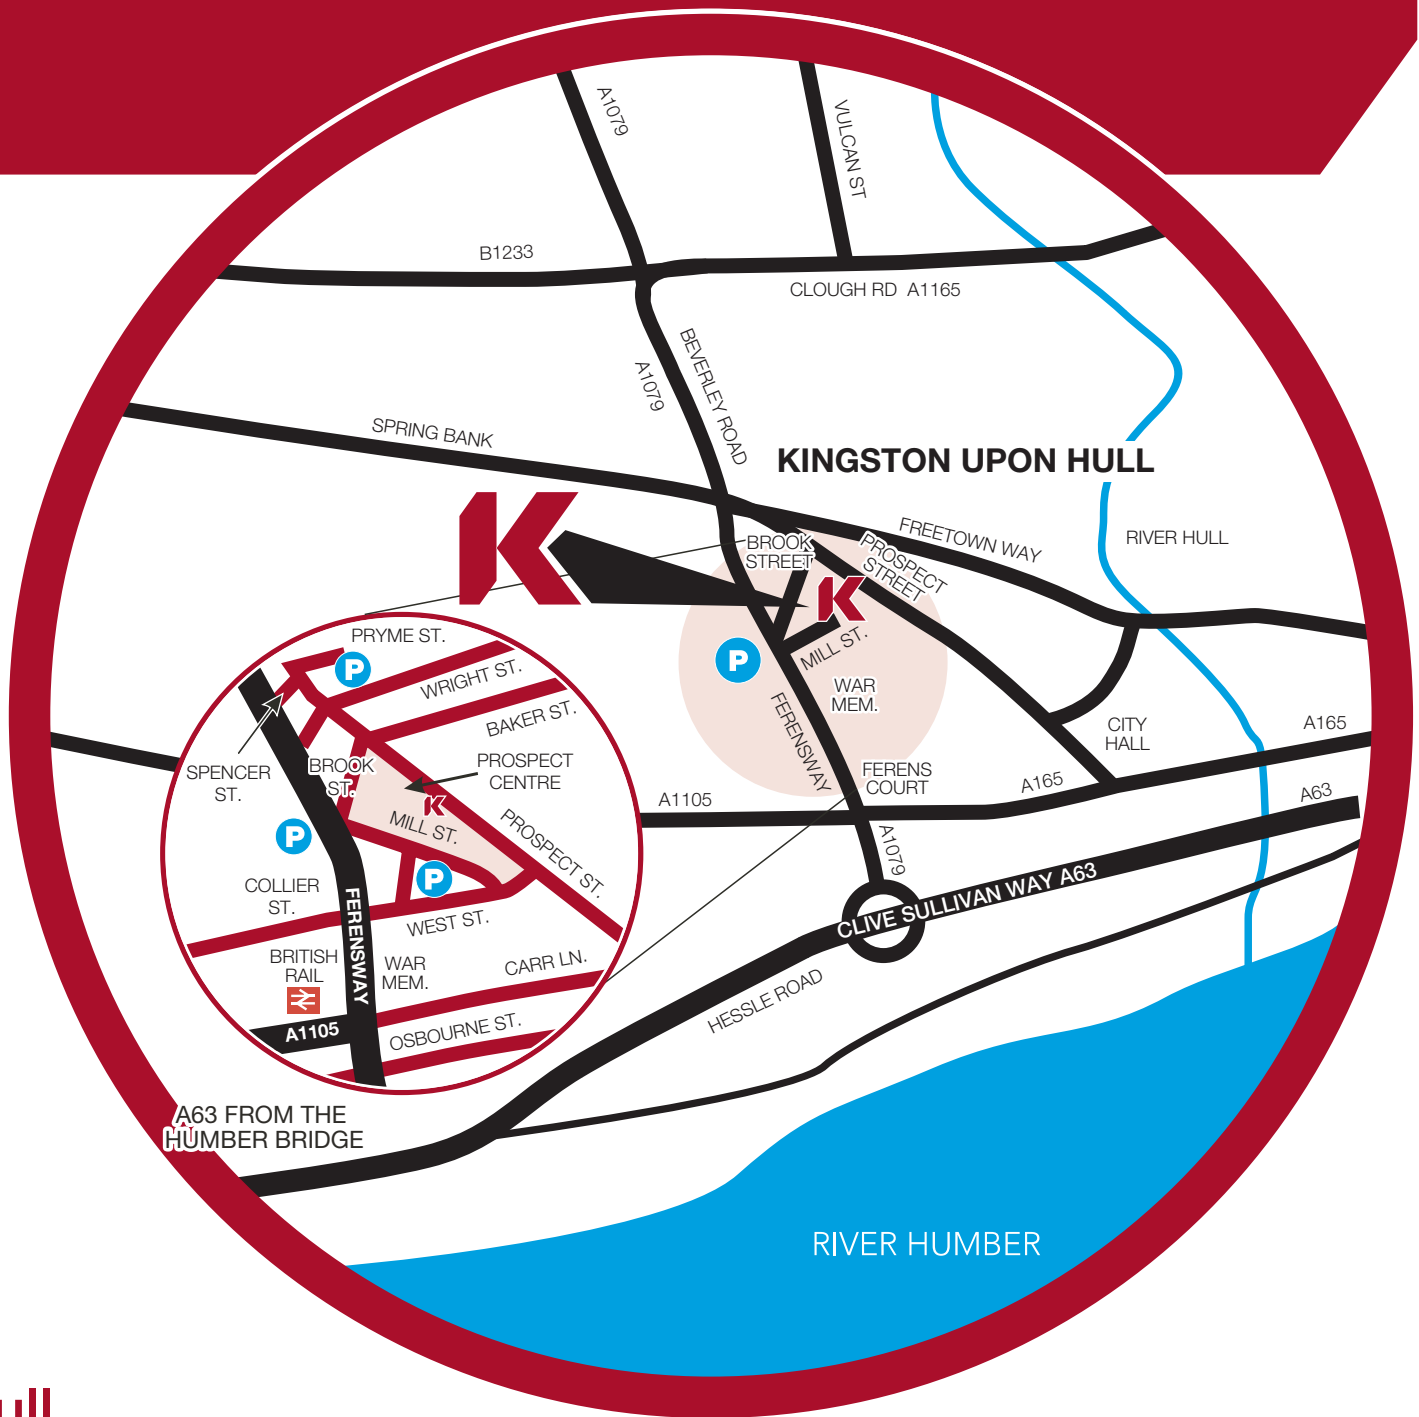 A1079
VULCAN ST
B1233
CLOUGH RD A1165
BEVERLEY ROAD
A1079
SPRING BANK
KINGSTON UPON HULL
FREETOWN WAY
RIVER HULL
BROOK
STREET
PROSPECT
STREET
K
K
P
MILL ST.
WAR
MEM.
FERENSWAY
CITY
HALL
A165
FERENS
COURT
A165
A63
A1105
A1079
CLIVE SULLIVAN WAY A63
HESSLE ROAD
PRYME ST.
P
WRIGHT ST.
BAKER ST.
SPENCER
ST.
BROOK
ST.
PROSPECT
CENTRE
K
MILL ST.
PROSPECT ST.
P
P
COLLIER
ST.
FERENSWAY
WEST ST.
BRITISH
RAIL
WAR
MEM.
CARR LN.
A1105
OSBOURNE ST.
A63 FROM THE
HUMBER BRIDGE
RIVER HUMBER